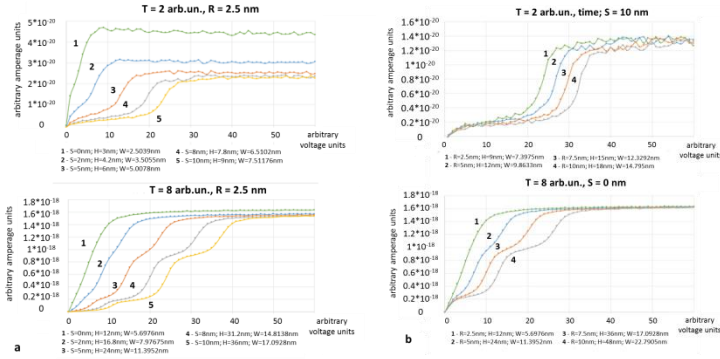 T = 2 arb.un., R = 2.5 nm
arbitrary amperage units
5*10⁻²⁰
4*10⁻²⁰
3*10⁻²⁰
2*10⁻²⁰
1*10⁻²⁰
0
1
2
3
4
5
0 10 20 30 40 50
arbitrary
voltage units
1 - S=0nm; H=3nm; W=2.5039nm
2 - S=2nm; H=4.2nm; W=3.5055nm
3 - S=5nm; H=6nm; W=5.0078nm
4 - S=8nm; H=7.8nm; W=6.5102nm
5 - S=10nm; H=9nm; W=7.51176nm
T = 8 arb.un., R = 2.5 nm
arbitrary amperage units
1.8*10⁻¹⁸
1.6*10⁻¹⁸
1.4*10⁻¹⁸
1.2*10⁻¹⁸
1*10⁻¹⁸
0.8*10⁻¹⁸
0.6*10⁻¹⁸
0.4*10⁻¹⁸
0.2*10⁻¹⁸
0
1
2
3
4
5
0 10 20 30 40 50
arbitrary
voltage units
1 - S=0nm; H=12nm; W=5.6976nm
2 - S=2nm; H=16.8nm; W=7.97675nm
3 - S=5nm; H=24nm; W=11.3952nm
4 - S=8nm; H=31.2nm; W=14.8138nm
5 - S=10nm; H=36nm; W=17.0928nm
a
T = 2 arb.un., time; S = 10 nm
arbitrary amperage units
1.6*10⁻²⁰
1.4*10⁻²⁰
1.2*10⁻²⁰
1*10⁻²⁰
0.8*10⁻²⁰
0.6*10⁻²⁰
0.4*10⁻²⁰
0.2*10⁻²⁰
0
1
2
3
4
0 10 20 30 40 50
arbitrary
voltage units
1 - R=2.5nm; H=9nm; W=7.3975nm
2 - R=5nm; H=12nm; W=9.8633nm
3 - R=7.5nm; H=15nm; W=12.3292nm
4 - R=10nm; H=18nm; W=14.795nm
T = 8 arb.un., S = 0 nm
arbitrary amperage units
1.8*10⁻¹⁸
1.6*10⁻¹⁸
1.4*10⁻¹⁸
1.2*10⁻¹⁸
1*10⁻¹⁸
0.8*10⁻¹⁸
0.6*10⁻¹⁸
0.4*10⁻¹⁸
0.2*10⁻¹⁸
0
1
2
3
4
0 10 20 30 40 50
arbitrary
voltage units
1 - R=2.5nm; H=12nm; W=5.6976nm
2 - R=5nm; H=24nm; W=11.3952nm
3 - R=7.5nm; H=36nm; W=17.0928nm
4 - R=10nm; H=48nm; W=22.7905nm
b